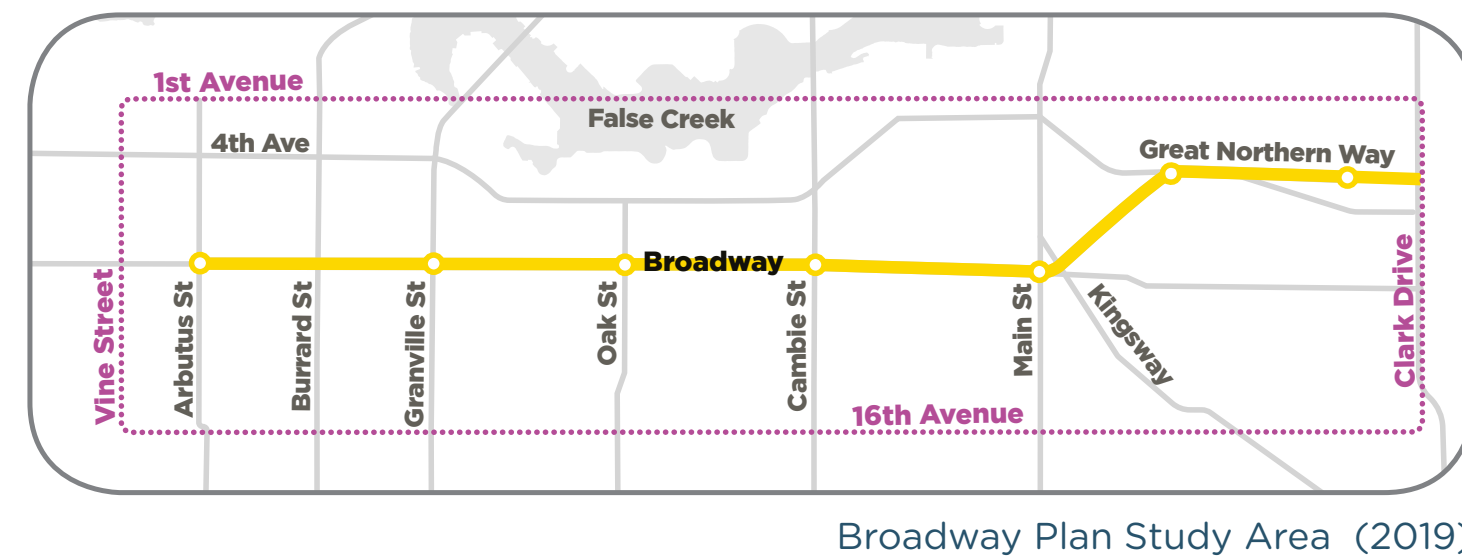 1st Avenue
False Creek
4th Ave
Great Northern Way
Broadway
Vine Street
Arbutus St
Burrard St
Granville St
Oak St
Cambie St
Main St
Kingsway
Clark Drive
16th Avenue
Broadway Plan Study Area (2019)